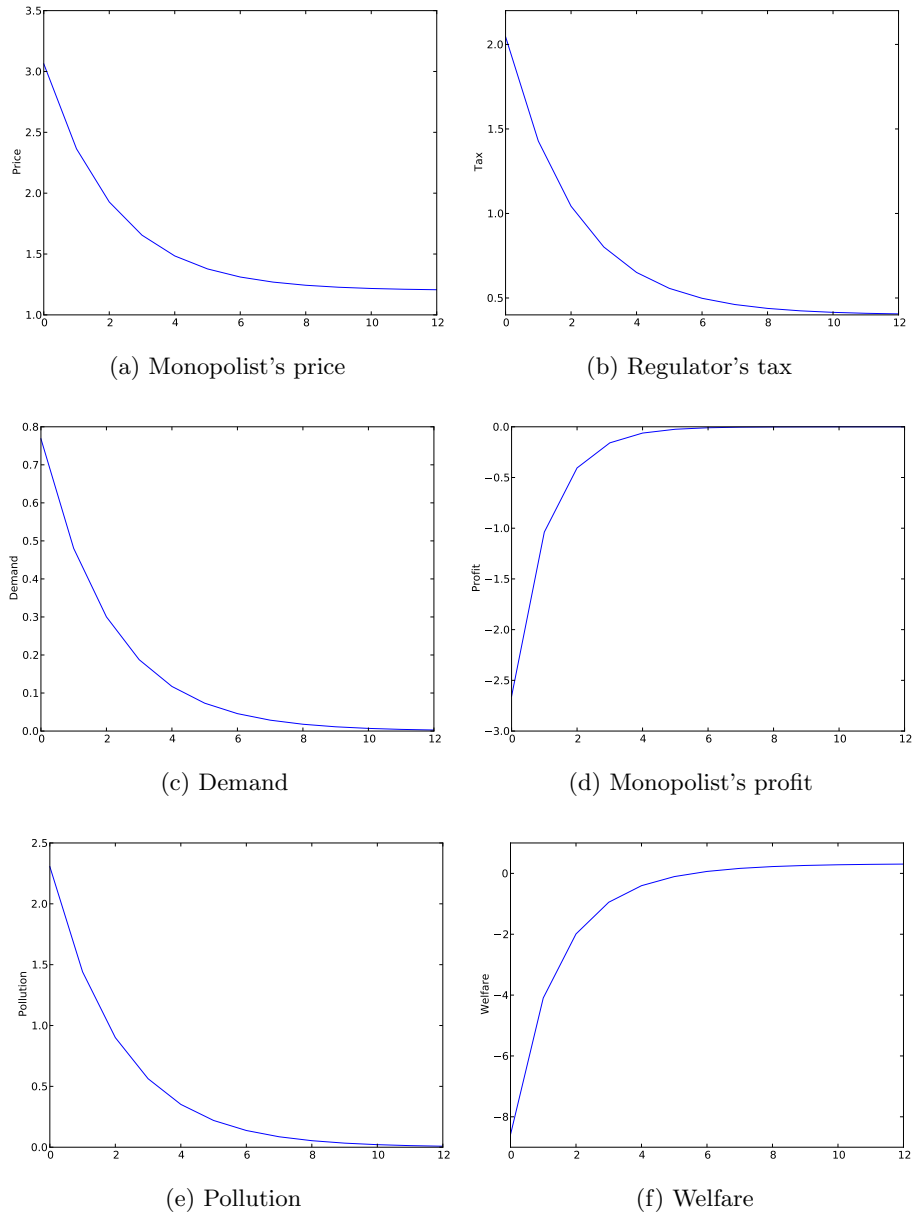 3.5
3.0
2.5
2.0
1.5
1.0
Price
0 2 4 6 8 10 12
(a) Monopolist's price
2.0
1.5
1.0
0.5
Tax
0 2 4 6 8 10 12
(b) Regulator's tax
0.8
0.7
0.6
0.5
0.4
0.3
0.2
0.1
0.0
Demand
0 2 4 6 8 10 12
(c) Demand
0.0
−0.5
−1.0
−1.5
−2.0
−2.5
−3.0
Profit
0 2 4 6 8 10 12
(d) Monopolist's profit
2.5
2.0
1.5
1.0
0.5
0.0
Pollution
0 2 4 6 8 10 12
(e) Pollution
0
−2
−4
−6
−8
Welfare
0 2 4 6 8 10 12
(f) Welfare